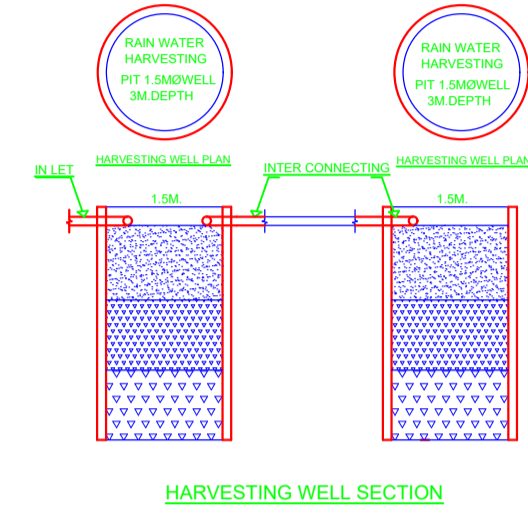 RAIN WATER
HARVESTING
PIT 1.5MØWELL
3M.DEPTH
RAIN WATER
HARVESTING
PIT 1.5MØWELL
3M.DEPTH
HARVESTING WELL PLAN
HARVESTING WELL PLAN
IN LET
INTER CONNECTING
1.5M.
1.5M.
HARVESTING WELL SECTION